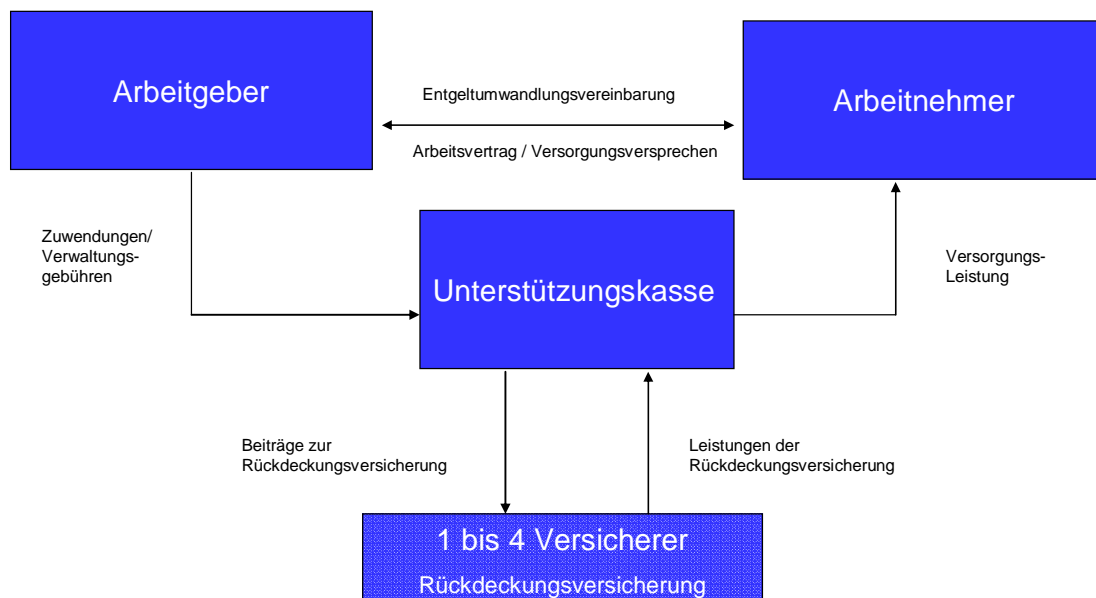 Arbeitgeber
Entgeltumwandlungsvereinbarung
Arbeitsvertrag / Versorgungsversprechen
Arbeitnehmer
Zuwendungen/
Verwaltungs-
gebühren
Unterstützungskasse
Versorgungs-
Leistung
Beiträge zur
Rückdeckungsversicherung
Leistungen der
Rückdeckungsversicherung
1 bis 4 Versicherer
Rückdeckungsversicherung